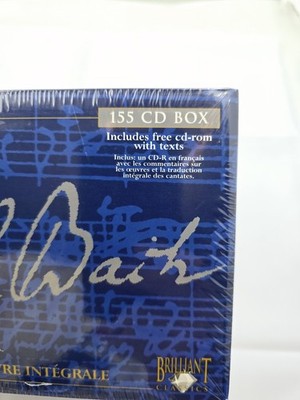 155 CD BOX
Includes free cd-rom
with texts
Inclus: un CD-R en français
avec les commentaires sur
les œuvres et la traduction
intégrale des cantates.
Bach
RE INTÉGRALE
BRILLIANT
CLASSICS